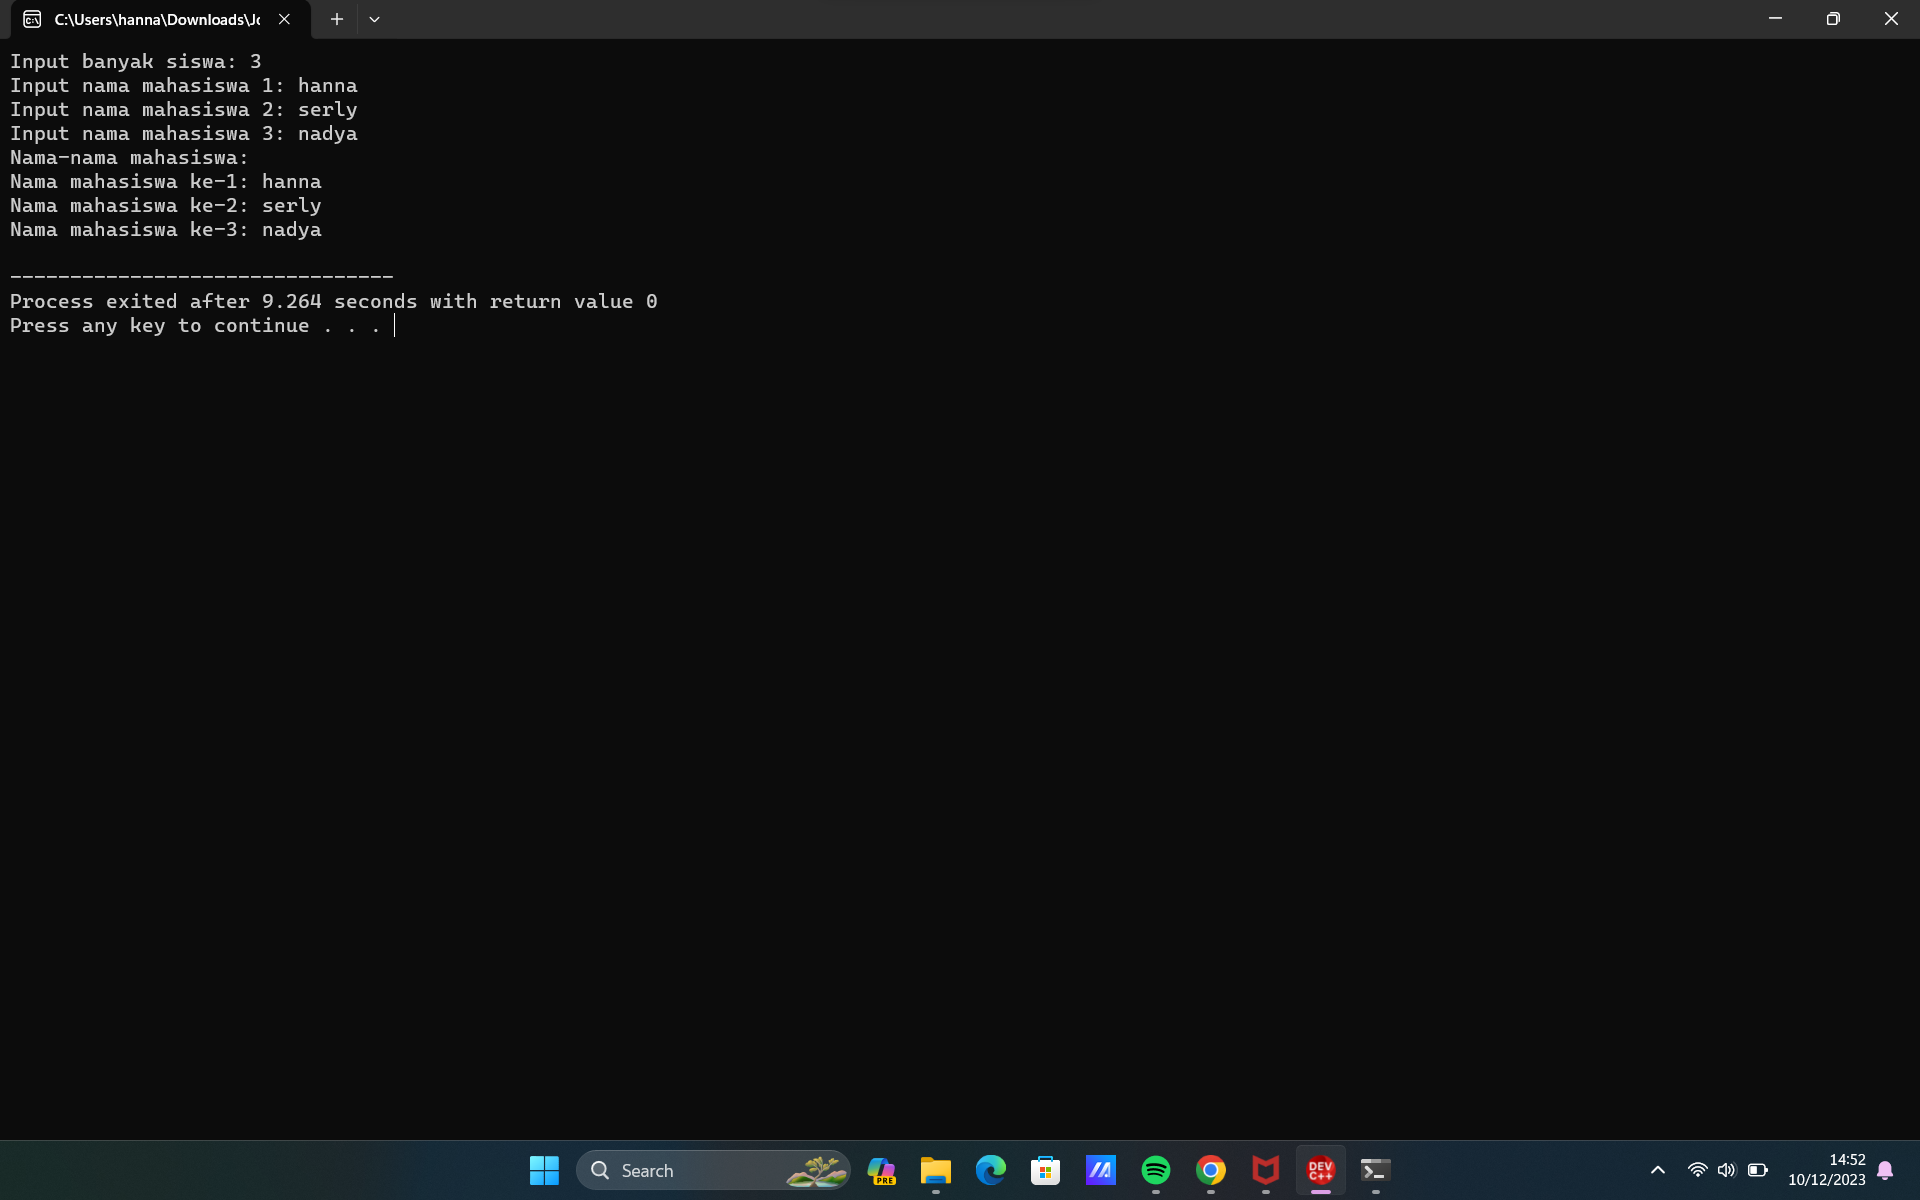 C:\Users\hanna\Downloads\Jo
Input banyak siswa: 3
Input nama mahasiswa 1: hanna
Input nama mahasiswa 2: serly
Input nama mahasiswa 3: nadya
Nama-nama mahasiswa:
Nama mahasiswa ke-1: hanna
Nama mahasiswa ke-2: serly
Nama mahasiswa ke-3: nadya
--------------------------------
Process exited after 9.264 seconds with return value 0
Press any key to continue . . .
Search
PRE
DEV
C++
14:52
10/12/2023